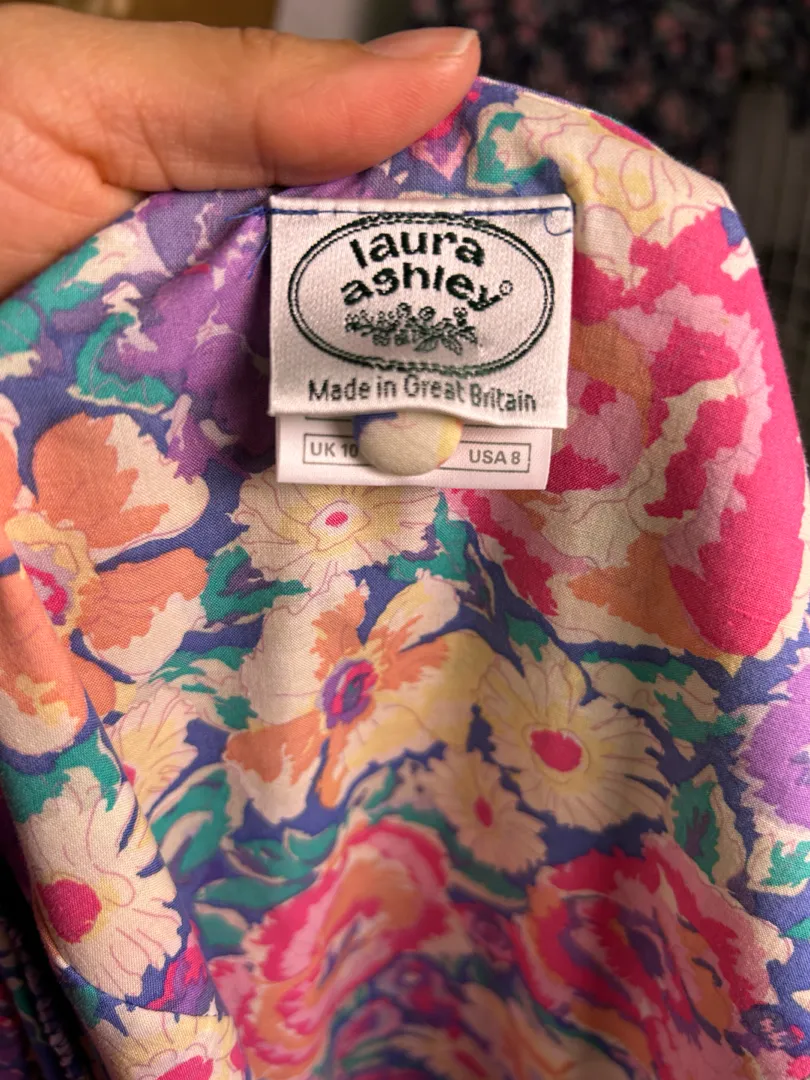 laura
ashley®
Made in Great Britain
UK 10 USA 8